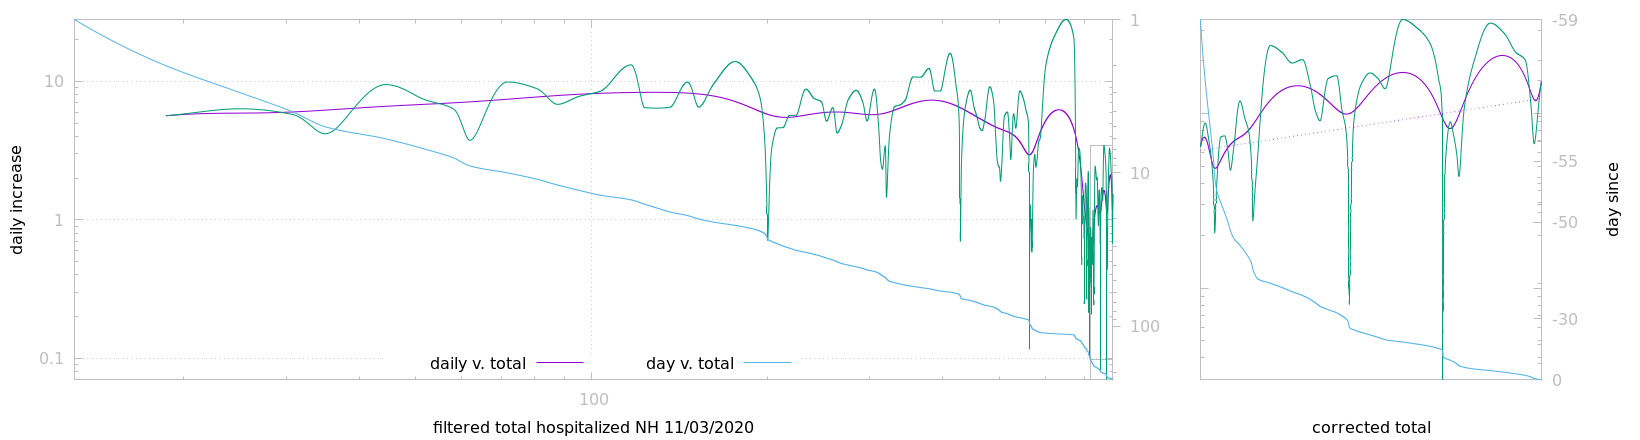 10
1
0.1
daily increase
daily v. total
day v. total
100
filtered total hospitalized NH 11/03/2020
1
10
100
-59
-55
-50
-30
0
day since
corrected total